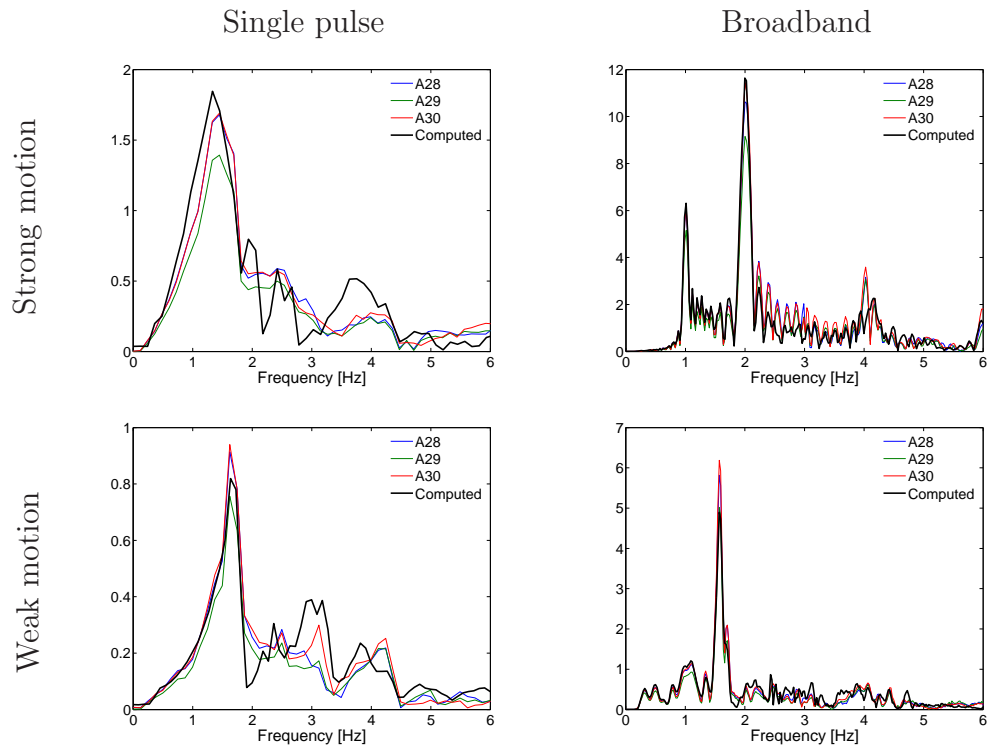 Single pulse
Broadband
Strong motion
2
1.5
1
0.5
0
0 1 2 3 4 5 6
Frequency [Hz]
A28
A29
A30
Computed
12
10
8
6
4
2
0
0 1 2 3 4 5 6
Frequency [Hz]
A28
A29
A30
Computed
Weak motion
1
0.8
0.6
0.4
0.2
0
0 1 2 3 4 5 6
Frequency [Hz]
A28
A29
A30
Computed
7
6
5
4
3
2
1
0
0 1 2 3 4 5 6
Frequency [Hz]
A28
A29
A30
Computed